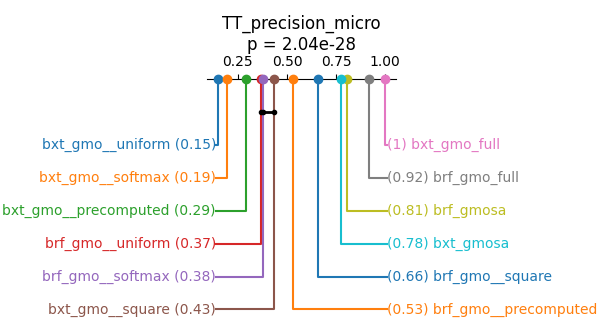 TT_precision_micro
p = 2.04e-28
0.25 0.50 0.75 1.00
bxt_gmo__uniform (0.15) (1) bxt_gmo_full
bxt_gmo__softmax (0.19) (0.92) brf_gmo_full
bxt_gmo__precomputed (0.29) (0.81) brf_gmosa
brf_gmo__uniform (0.37) (0.78) bxt_gmosa
brf_gmo__softmax (0.38) (0.66) brf_gmo__square
bxt_gmo__square (0.43) (0.53) brf_gmo__precomputed